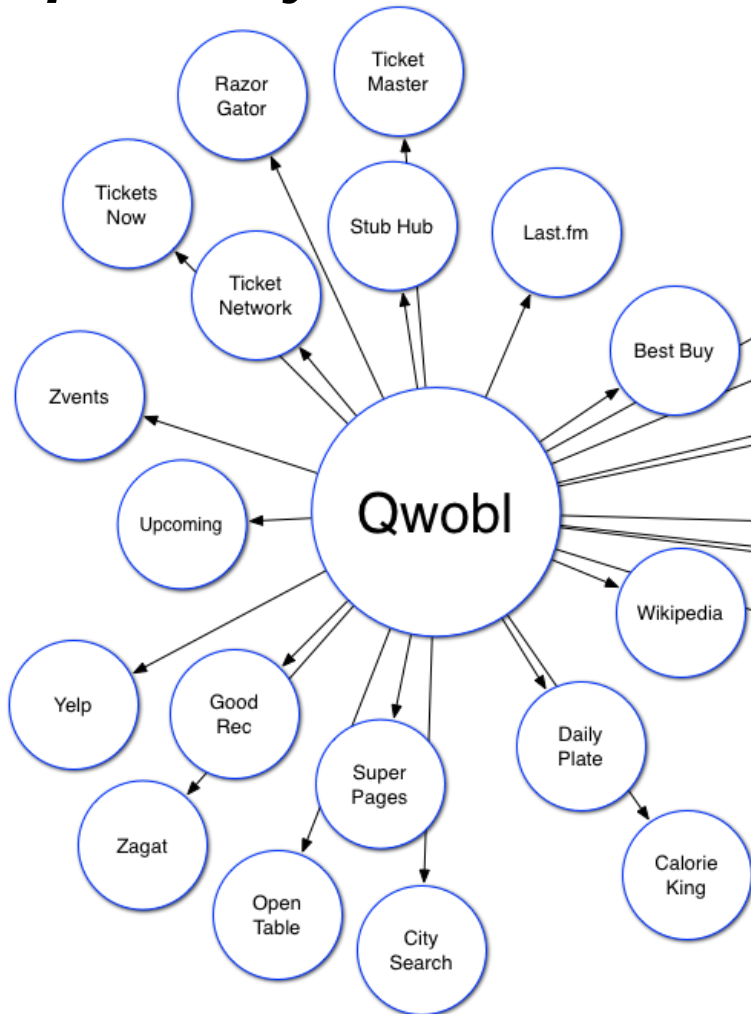 Ticket
Master
Razor
Gator
Tickets
Now
Stub Hub
Last.fm
Ticket
Network
Best Buy
Zvents
Qwobl
Upcoming
Wikipedia
Yelp
Good
Rec
Daily
Plate
Super
Pages
Zagat
Calorie
King
Open
Table
City
Search